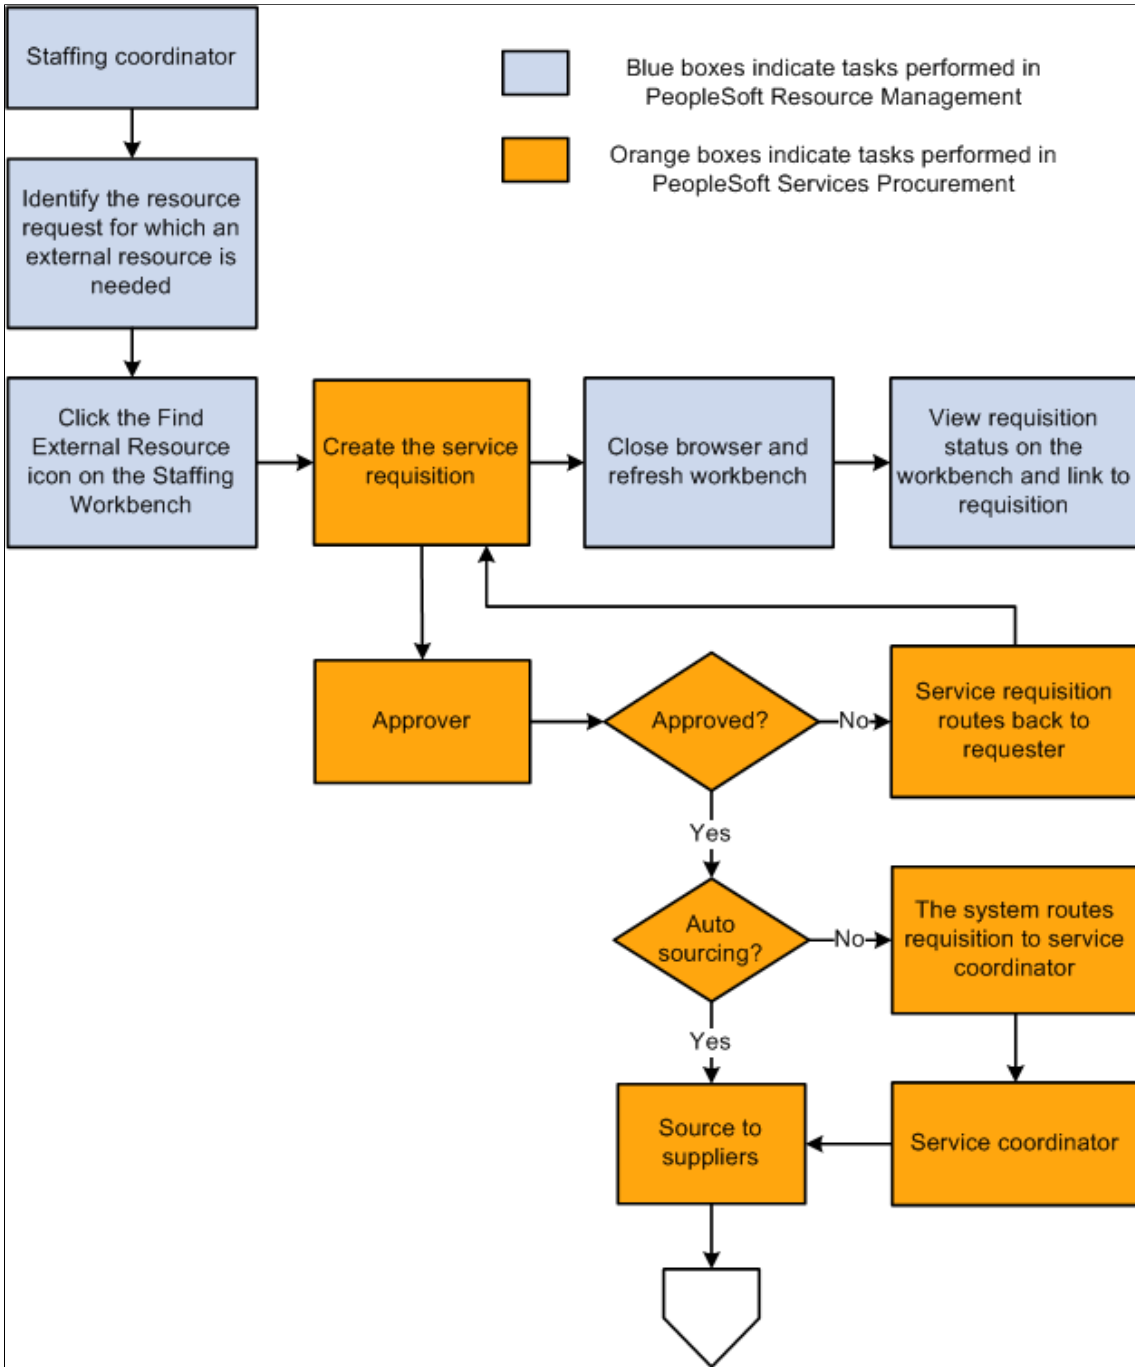 Staffing coordinator
Blue boxes indicate tasks performed in
PeopleSoft Resource Management
Orange boxes indicate tasks performed in
PeopleSoft Services Procurement
Identify the resource
request for which an
external resource is
needed
Click the Find
External Resource
icon on the Staffing
Workbench
Create the service
requisition
Close browser and
refresh workbench
View requisition
status on the
workbench and link to
requisition
Approver
Approved?
No
Service requisition
routes back to
requester
Yes
Auto
sourcing?
No
The system routes
requisition to service
coordinator
Yes
Source to
suppliers
Service coordinator